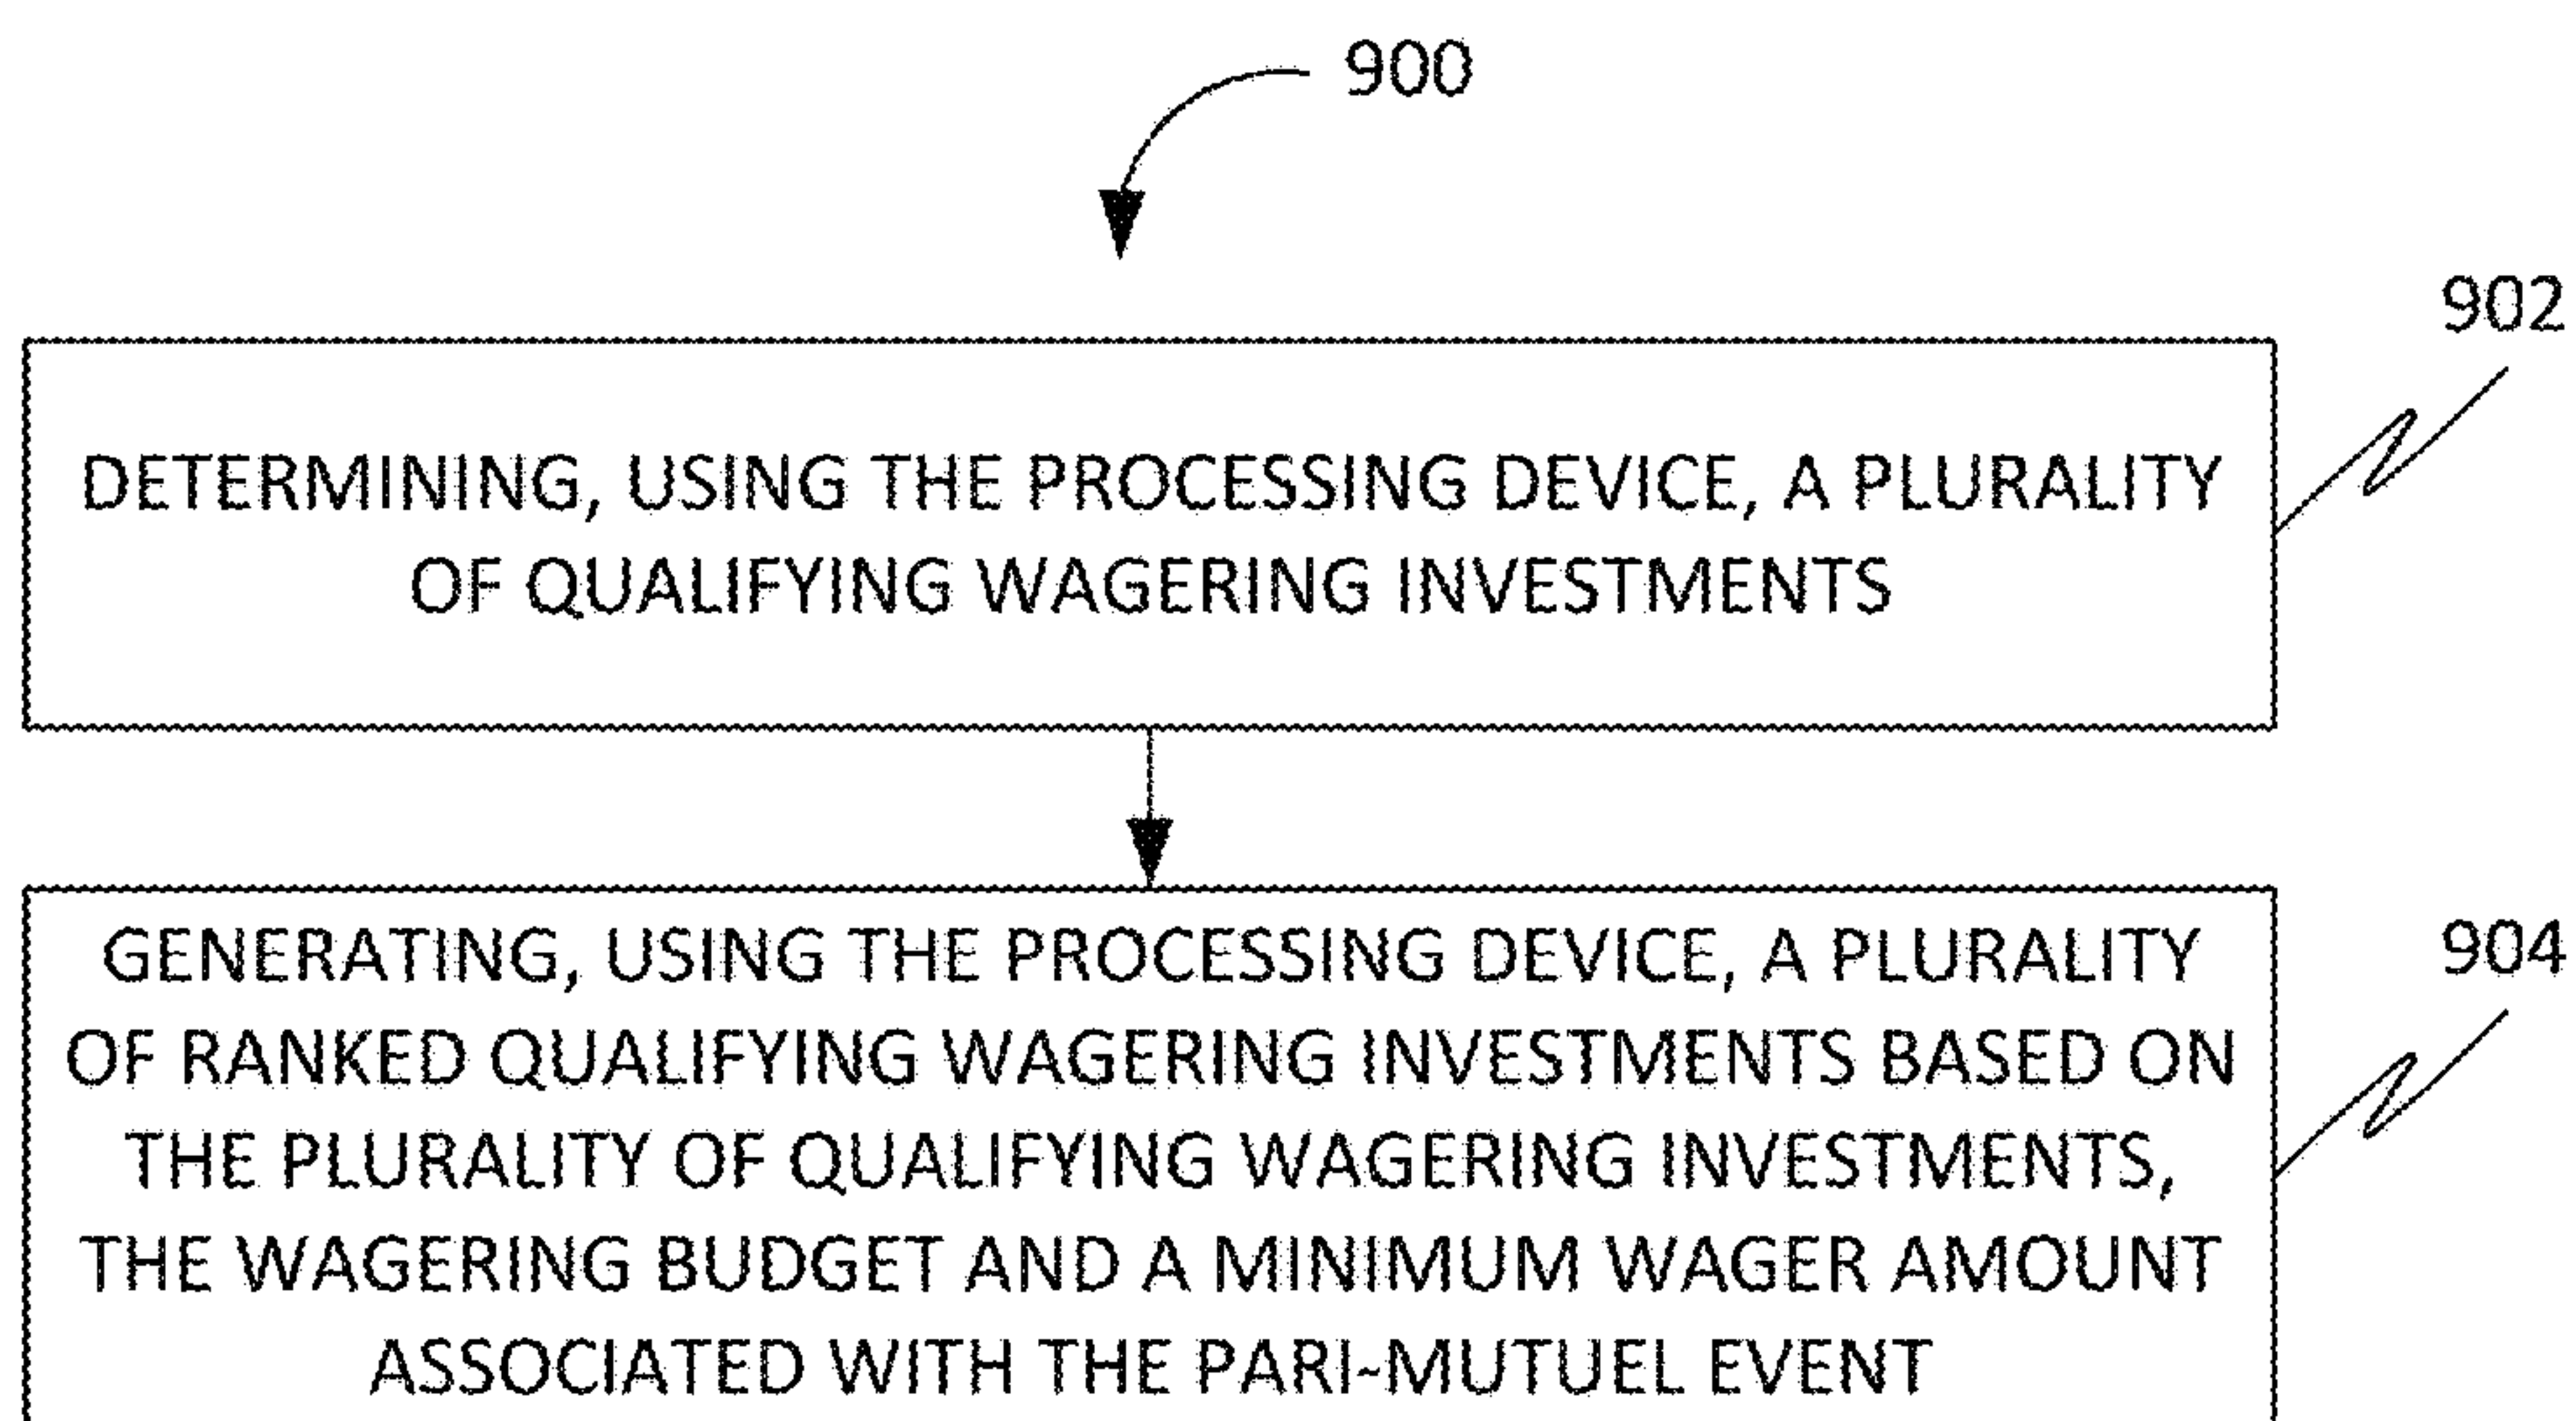 900
902
DETERMINING, USING THE PROCESSING DEVICE, A PLURALITY
OF QUALIFYING WAGERING INVESTMENTS
904
GENERATING, USING THE PROCESSING DEVICE, A PLURALITY
OF RANKED QUALIFYING WAGERING INVESTMENTS BASED ON
THE PLURALITY OF QUALIFYING WAGERING INVESTMENTS,
THE WAGERING BUDGET AND A MINIMUM WAGER AMOUNT
ASSOCIATED WITH THE PARI-MUTUEL EVENT